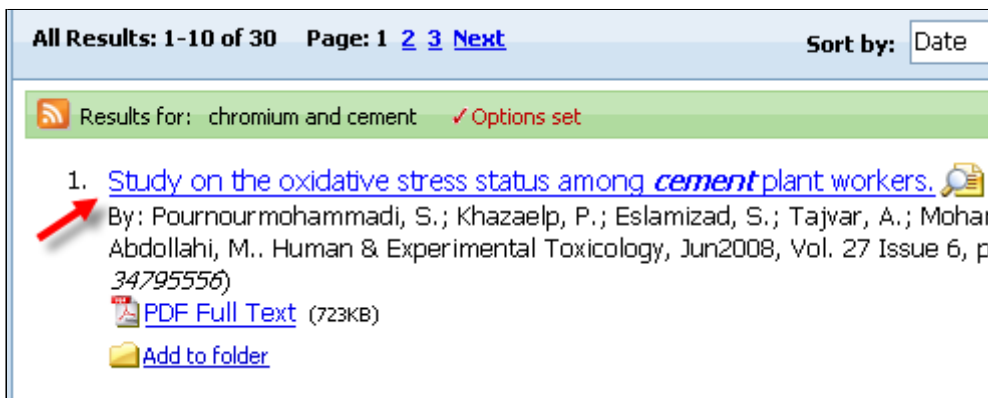 All Results: 1-10 of 30 Page: 1 2 3 Next Sort by: Date
Results for: chromium and cement ✓Options set
1. Study on the oxidative stress status among cement plant workers.
By: Pournourmohammadi, S.; Khazaelp, P.; Eslamizad, S.; Tajvar, A.;
Abdollahi, M.. Human & Experimental Toxicology, Jun2008, Vol. 27 Issue 6,
34795556)
PDF Full Text (723KB)
Add to folder